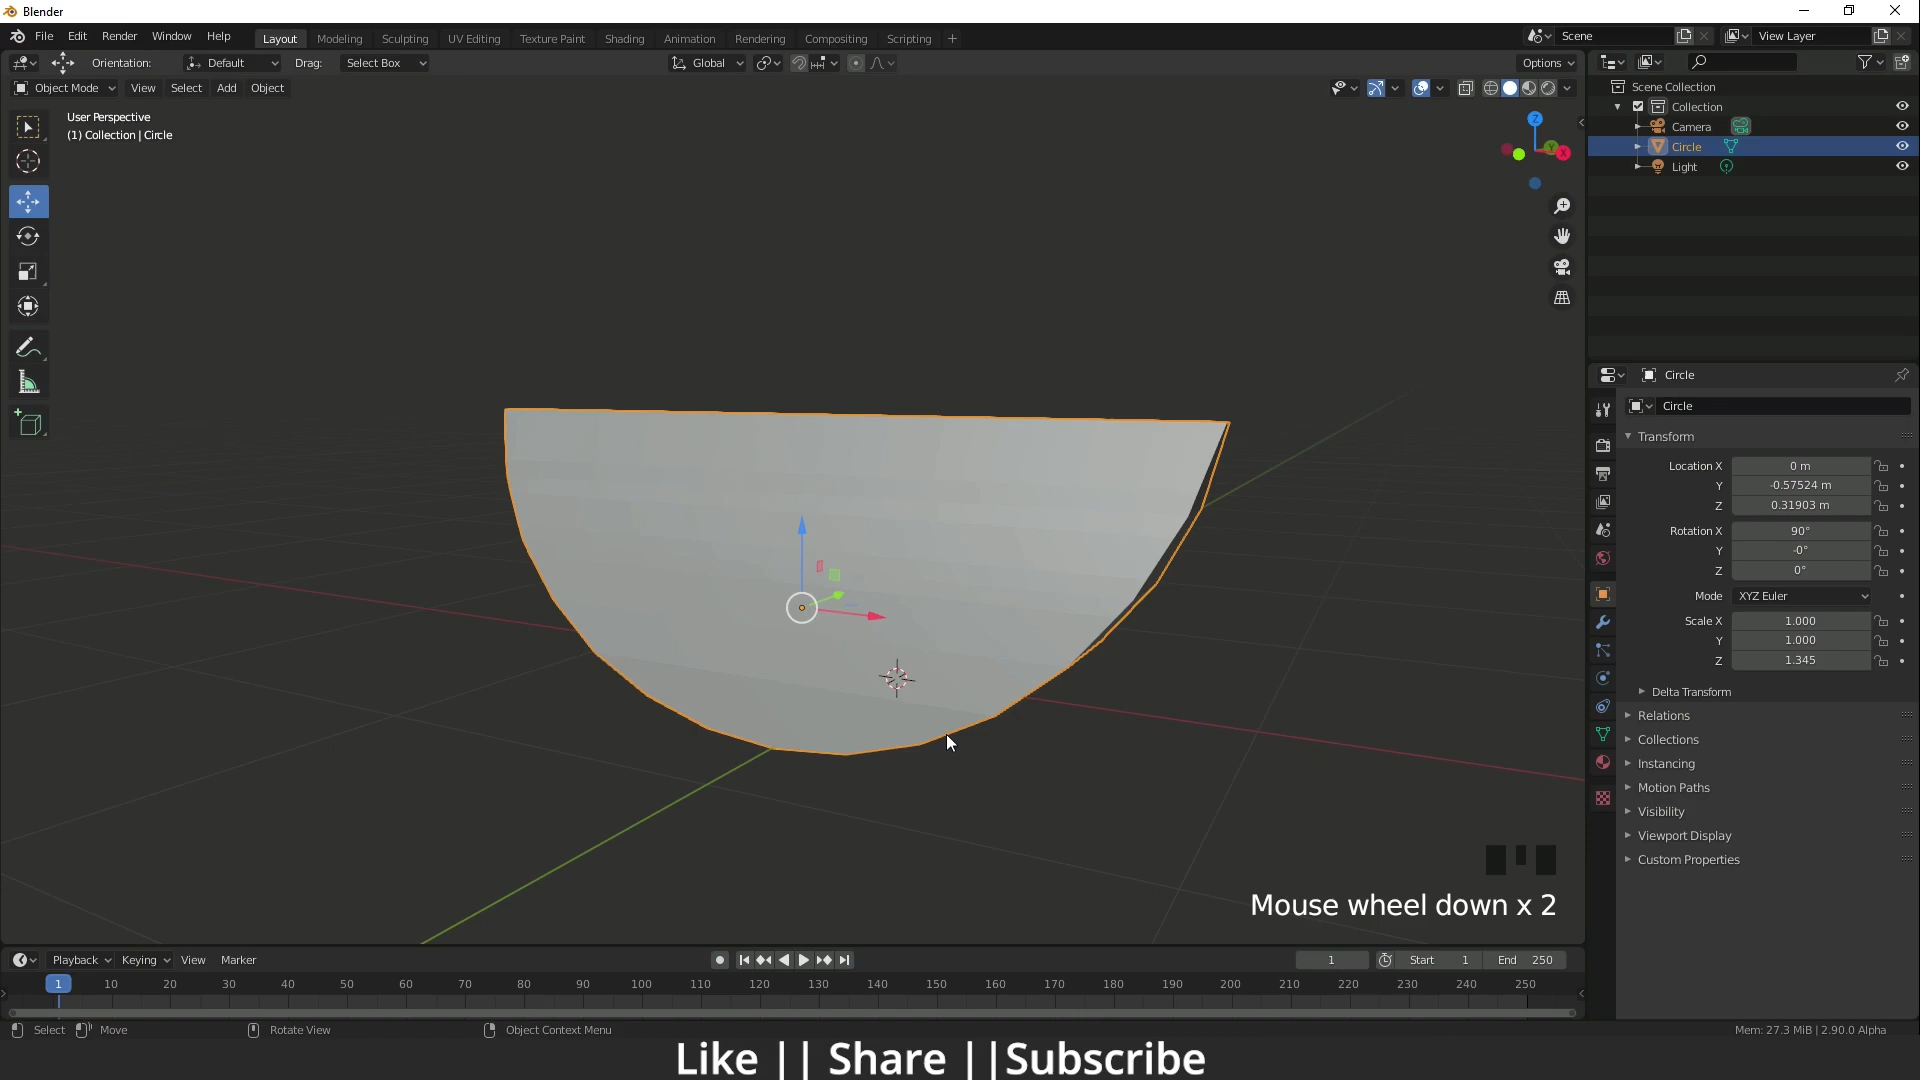 Blender
File Edit Render Window Help Layout Modeling Sculpting UV Editing Texture Paint Shading Animation Rendering Compositing Scripting + Scene View Layer
Orientation: Default Drag: Select Box Global Options
Object Mode View Select Add Object
User Perspective
(1) Collection | Circle
Z
Y
X
Scene Collection
Collection
Camera
Circle
Light
Circle
Circle
Transform
Location X 0 m
Y -0.57524 m
Z 0.31903 m
Rotation X 90°
Y -0°
Z 0°
Mode XYZ Euler
Scale X 1.000
Y 1.000
Z 1.345
Delta Transform
Relations
Collections
Instancing
Motion Paths
Visibility
Viewport Display
Custom Properties
Mouse wheel down x 2
Playback Keying View Marker 1 Start 1 End 250
1 10 20 30 40 50 60 70 80 90 100 110 120 130 140 150 160 170 180 190 200 210 220 230 240 250
Select Move Rotate View Object Context Menu Mem: 27.3 MiB | 2.90.0 Alpha
Like || Share ||Subscribe